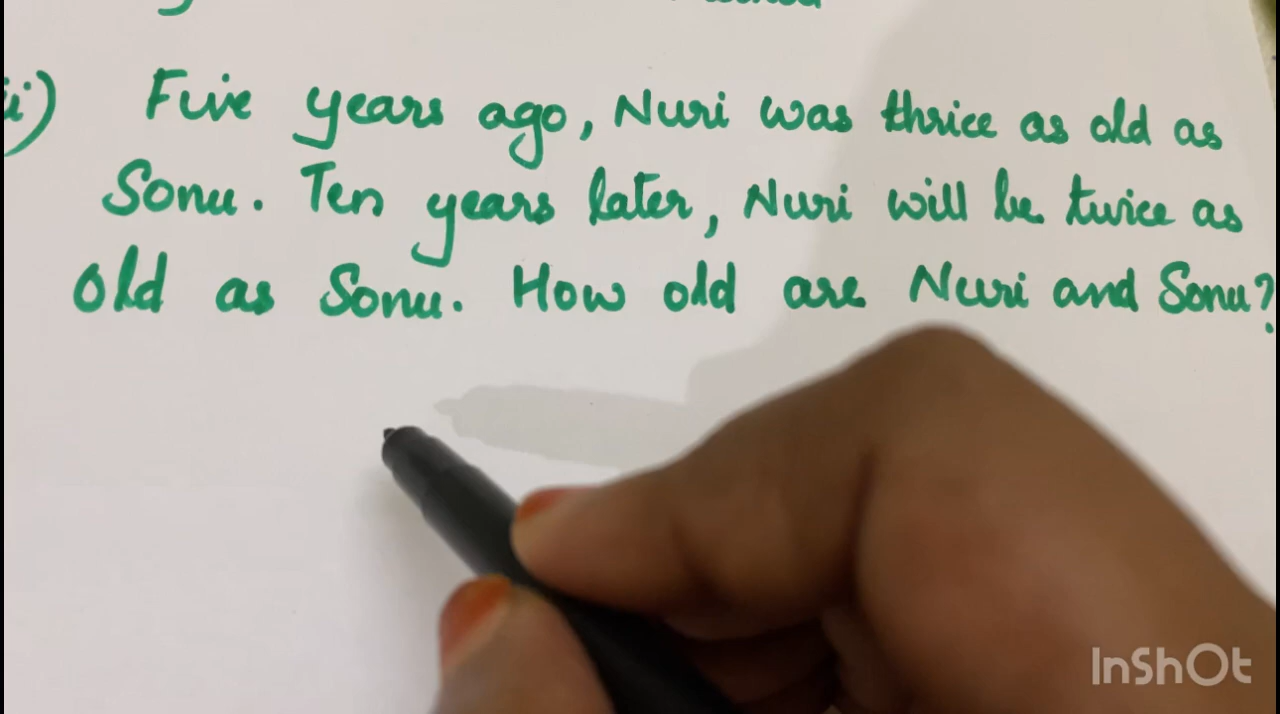 ii) Five years ago, Nuri was thrice as old as
Sonu. Ten years later, Nuri will be twice as
old as Sonu. How old are Nuri and Sonu?
InShOt